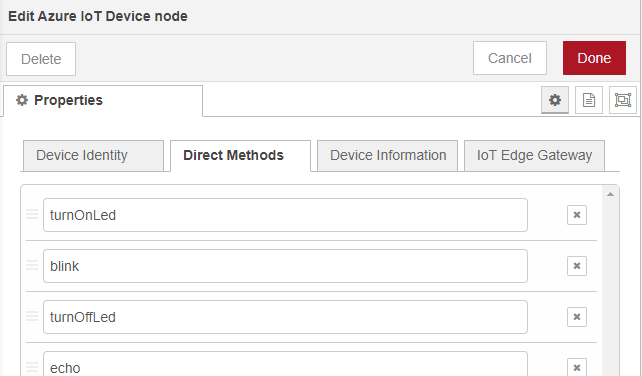 Edit Azure IoT Device node
Delete Cancel Done
Properties
Device Identity Direct Methods Device Information IoT Edge Gateway
turnOnLed
blink
turnOffLed
echo